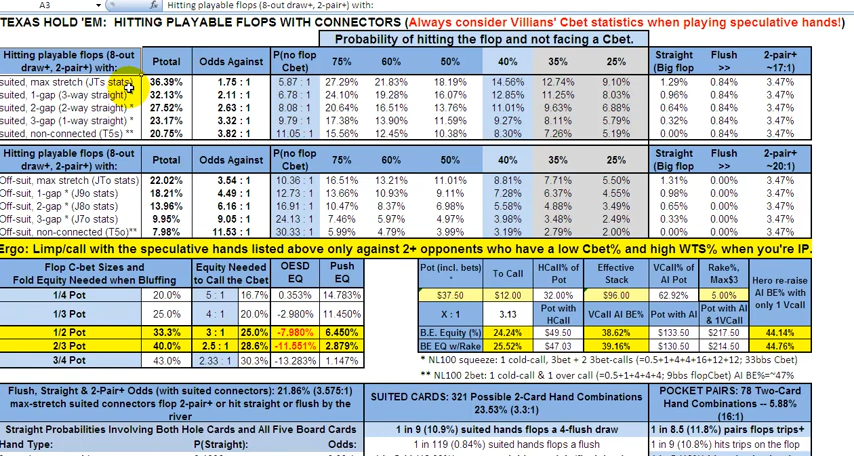 A3 fx Hitting playable flops (8-out draw+, 2-pair+) with:
TEXAS HOLD 'EM: HITTING PLAYABLE FLOPS WITH CONNECTORS (Always consider Villians' Cbet statistics when playing speculative hands!)
Probability of hitting the flop and not facing a Cbet.
Hitting playable flops (8-out draw+, 2-pair+) with: Ptotal Odds Against P(no flop Cbet) 75% 60% 50% 40% 35% 25% Straight (Big flop Flush >> 2-pair+ ~17:1)
suited, max stretch (JTs stats) 36.39% 1.75 : 1 5.87 : 1 27.29% 21.83% 18.19% 14.56% 12.74% 9.10% 1.29% 0.84% 3.47%
suited, 1-gap (3-way straight) 32.13% 2.11 : 1 6.78 : 1 24.10% 19.28% 16.07% 12.85% 11.25% 8.03% 0.96% 0.84% 3.47%
suited, 2-gap (2-way straight) * 27.52% 2.63 : 1 8.08 : 1 20.64% 16.51% 13.76% 11.01% 9.63% 6.88% 0.64% 0.84% 3.47%
suited, 3-gap (1-way straight) * 23.17% 3.32 : 1 9.79 : 1 17.38% 13.90% 11.59% 9.27% 8.11% 5.79% 0.32% 0.84% 3.47%
suited, non-connected (T5s) ** 20.75% 3.82 : 1 11.05 : 1 15.56% 12.45% 10.38% 8.30% 7.26% 5.19% 0.00% 0.84% 3.47%
Hitting playable flops (8-out draw+, 2-pair+) with: Ptotal Odds Against P(no flop Cbet) 75% 60% 50% 40% 35% 25% Straight (Big flop Flush >> 2-pair+ ~20:1)
Off-suit, max stretch (JTo stats) 22.02% 3.54 : 1 10.36 : 1 16.51% 13.21% 11.01% 8.81% 7.71% 5.50% 1.31% 0.00% 3.47%
Off-suit, 1-gap * (J9o stats) 18.21% 4.49 : 1 12.73 : 1 13.66% 10.93% 9.11% 7.28% 6.37% 4.55% 0.98% 0.00% 3.47%
Off-suit, 2-gap * (J8o stats) 13.96% 6.16 : 1 16.91 : 1 10.47% 8.37% 6.98% 5.58% 4.88% 3.49% 0.65% 0.00% 3.47%
Off-suit, 3-gap * (J7o stats) 9.95% 9.05 : 1 24.13 : 1 7.46% 5.97% 4.97% 3.98% 3.48% 2.49% 0.33% 0.00% 3.47%
Off-suit, non-connected (T5o)** 7.98% 11.53 : 1 30.33 : 1 5.99% 4.79% 3.99% 3.19% 2.79% 2.00% 0.00% 0.00% 3.47%
Ergo: Limp/call with the speculative hands listed above only against 2+ opponents who have a low Cbet% and high WTS% when you're IP.
Flop C-bet Sizes and Fold Equity Needed when Bluffing Equity Needed to Call the Cbet OESD EQ Push EQ
1/4 Pot 20.0% 5 : 1 16.7% 0.353% 14.783%
1/3 Pot 25.0% 4 : 1 20.0% -2.980% 11.450%
1/2 Pot 33.3% 3 : 1 25.0% -7.980% 6.450%
2/3 Pot 40.0% 2.5 : 1 28.6% -11.551% 2.879%
3/4 Pot 43.0% 2.33 : 1 30.3% -13.283% 1.147%
Pot (incl. bets) * To Call HCall% of Pot Effective Stack VCall% of AI Pot Rake%, Max$3 Hero re-raise AI BE% with only 1 Vcall
$37.50 $12.00 32.00% $96.00 62.92% 5.00%
X : 1 3.13 Pot with HCall VCall AI BE% Pot with AI Pot with AI & 1VCall
B.E. Equity (%) 24.24% $49.50 38.62% $133.50 $217.50 44.14%
BE EQ w/Rake 25.52% $47.03 39.16% $133.50 $214.50 44.76%
* NL100 squeeze: 1 cold-call, 3bet + 2 3bet-calls (=0.5+1+4+4+16+12+12; 33bbs Cbet)
** NL100 2bet: 1 cold-call & 1 over call (=0.5+1+4+4+4; 9bbs flopCbet) AI BE%=~47%
Flush, Straight & 2-Pair+ Odds (with suited connectors): 21.86% (3.575:1)
max-stretch suited connectors flop 2-pair+ or hit straight or flush by the river
Straight Probabilities Involving Both Hole Cards and All Five Board Cards
Hand Type: P(Straight): Odds:
SUITED CARDS: 321 Possible 2-Card Hand Combinations
23.53% (3.3:1)
1 in 9 (10.9%) suited hands flops a 4-flush draw
1 in 119 (0.84%) suited hands flops a flush
POCKET PAIRS: 78 Two-Card Hand Combinations -- 5.88% (16:1)
1 in 8.5 (11.8%) pairs flops trips+
1 in 9 (10.8%) hits trips on the flop